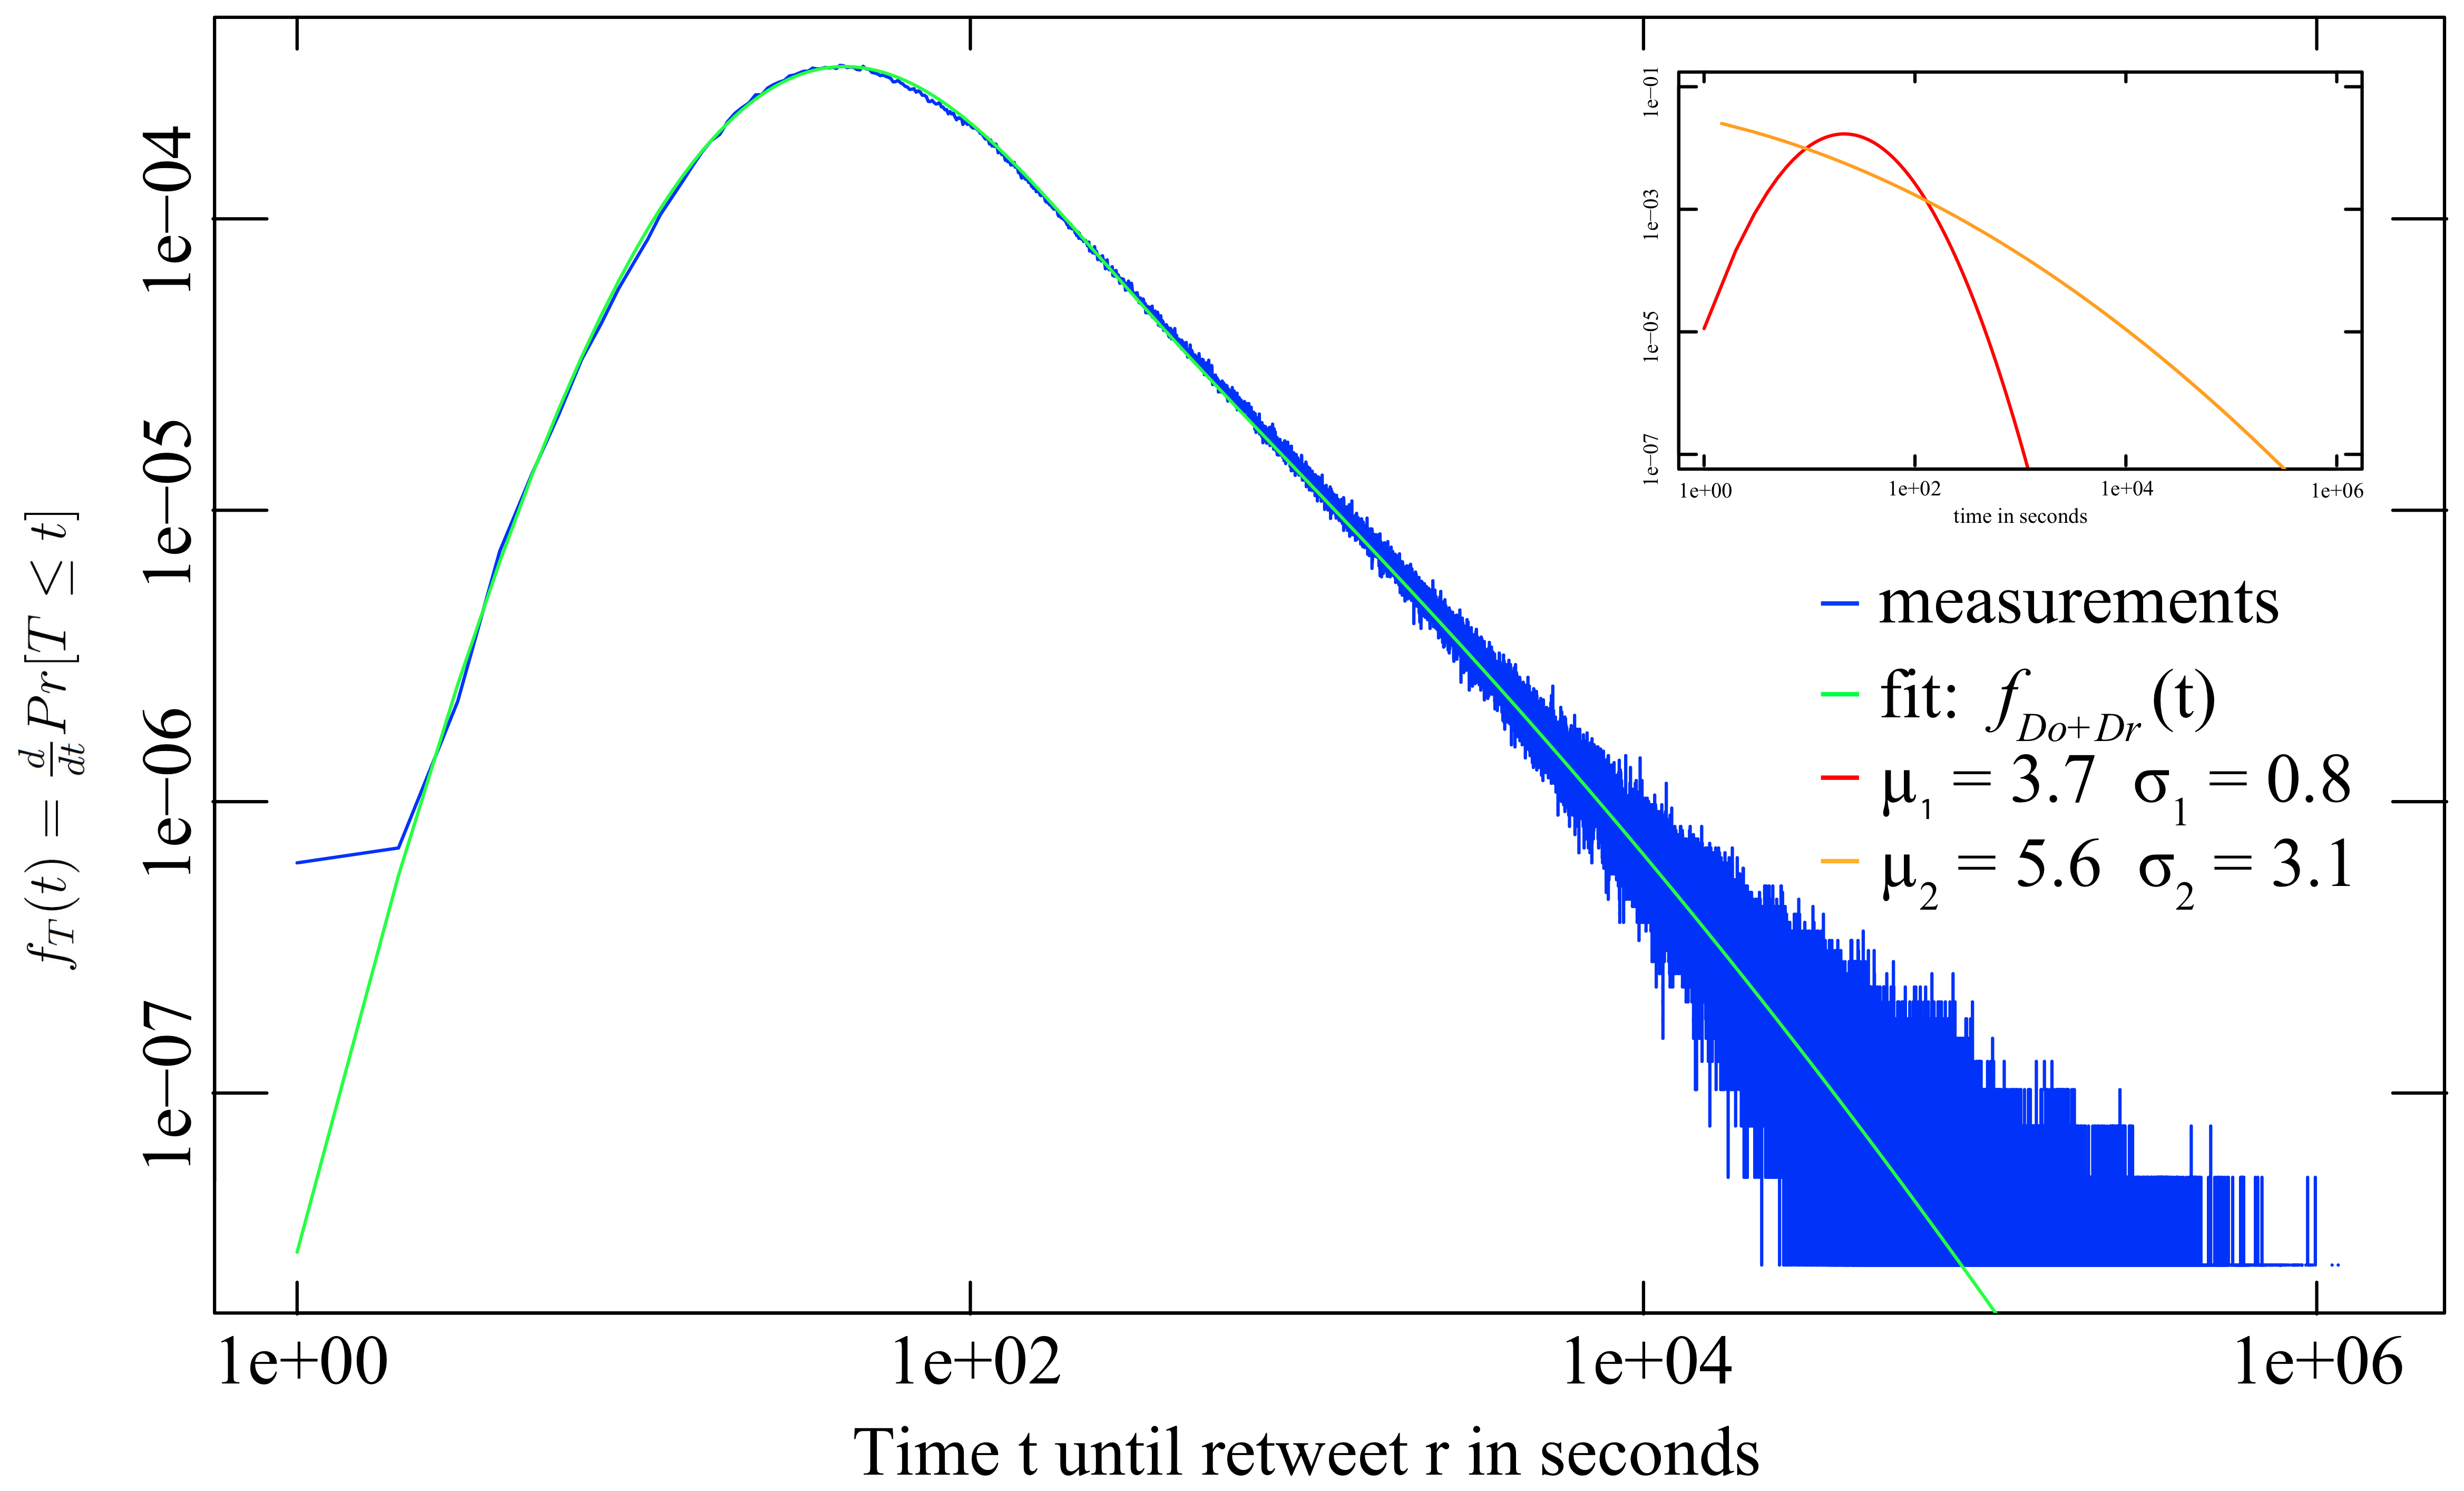 f_T(t) = d/dt Pr[T ≤ t]
1e−04
1e−05
1e−06
1e−07
1e+00
1e+02
1e+04
1e+06
Time t until retweet r in seconds
1e−01
1e−03
1e−05
1e−07
1e+00
1e+02
1e+04
1e+06
time in seconds
measurements
fit: f_Do+Dr (t)
μ₁ = 3.7 σ₁ = 0.8
μ₂ = 5.6 σ₂ = 3.1